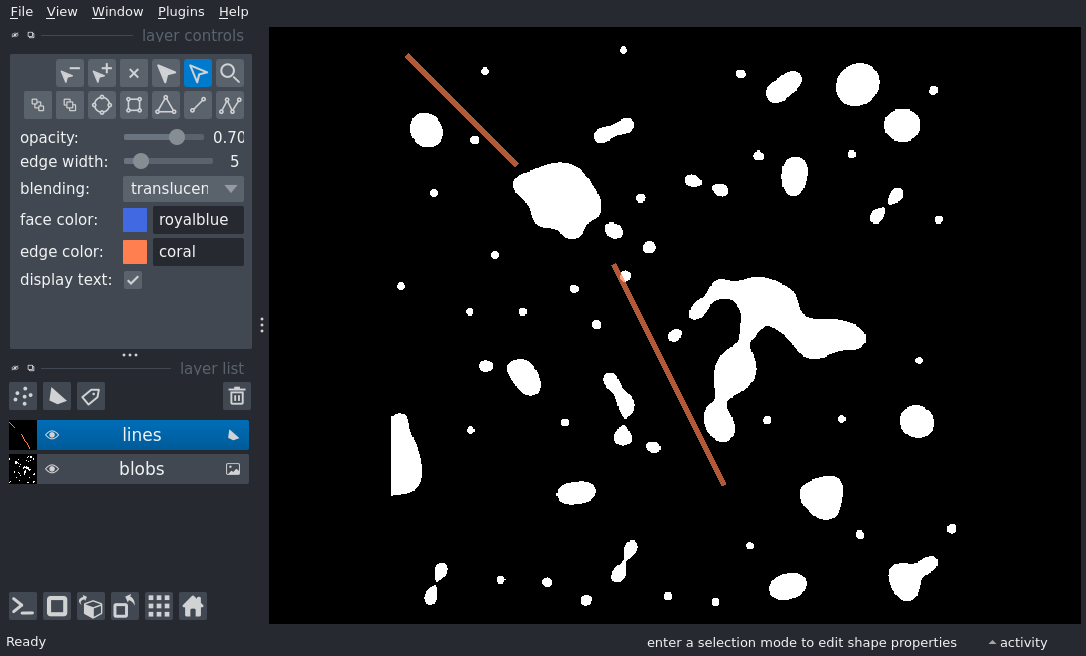 File View Window Plugins Help
layer controls
opacity: 0.70
edge width: 5
blending: translucen
face color: royalblue
edge color: coral
display text:
layer list
lines
blobs
Ready enter a selection mode to edit shape properties activity